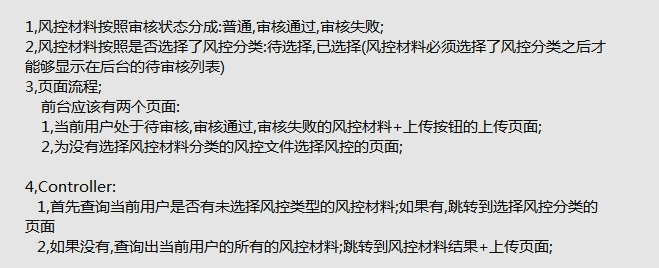 1,风控材料按照审核状态分成:普通,审核通过,审核失败;
2,风控材料按照是否选择了风控分类:待选择,已选择(风控材料必须选择了风控分类之后才
能够显示在后台的待审核列表)
3,页面流程;
前台应该有两个页面:
1,当前用户处于待审核,审核通过,审核失败的风控材料+上传按钮的上传页面;
2,为没有选择风控材料分类的风控文件选择风控的页面;
4,Controller:
1,首先查询当前用户是否有未选择风控类型的风控材料;如果有,跳转到选择风控分类的
页面
2,如果没有,查询出当前用户的所有的风控材料;跳转到风控材料结果+上传页面;